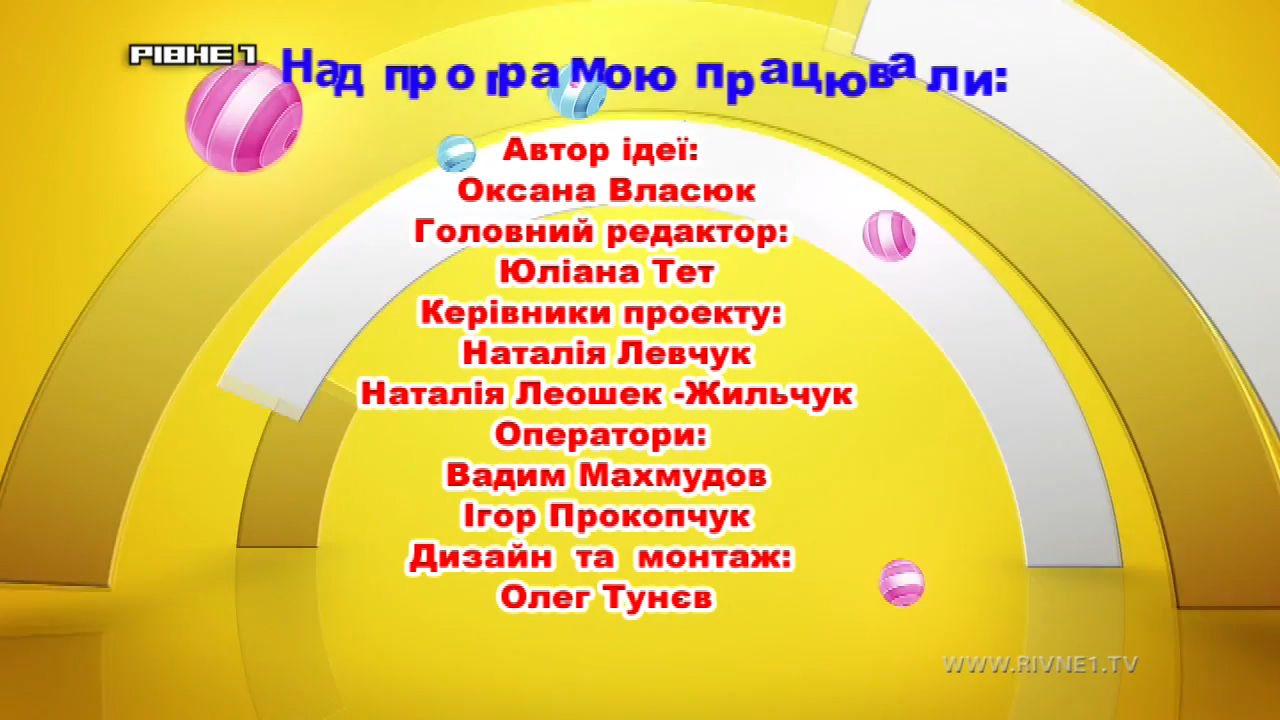 РІВНЕ 1
Над програмою працювали:
Автор ідеї:
Оксана Власюк
Головний редактор:
Юліана Тет
Керівники проекту:
Наталія Левчук
Наталія Леошек -Жильчук
Оператори:
Вадим Махмудов
Ігор Прокопчук
Дизайн та монтаж:
Олег Тунєв
WWW.RIVNE1.TV